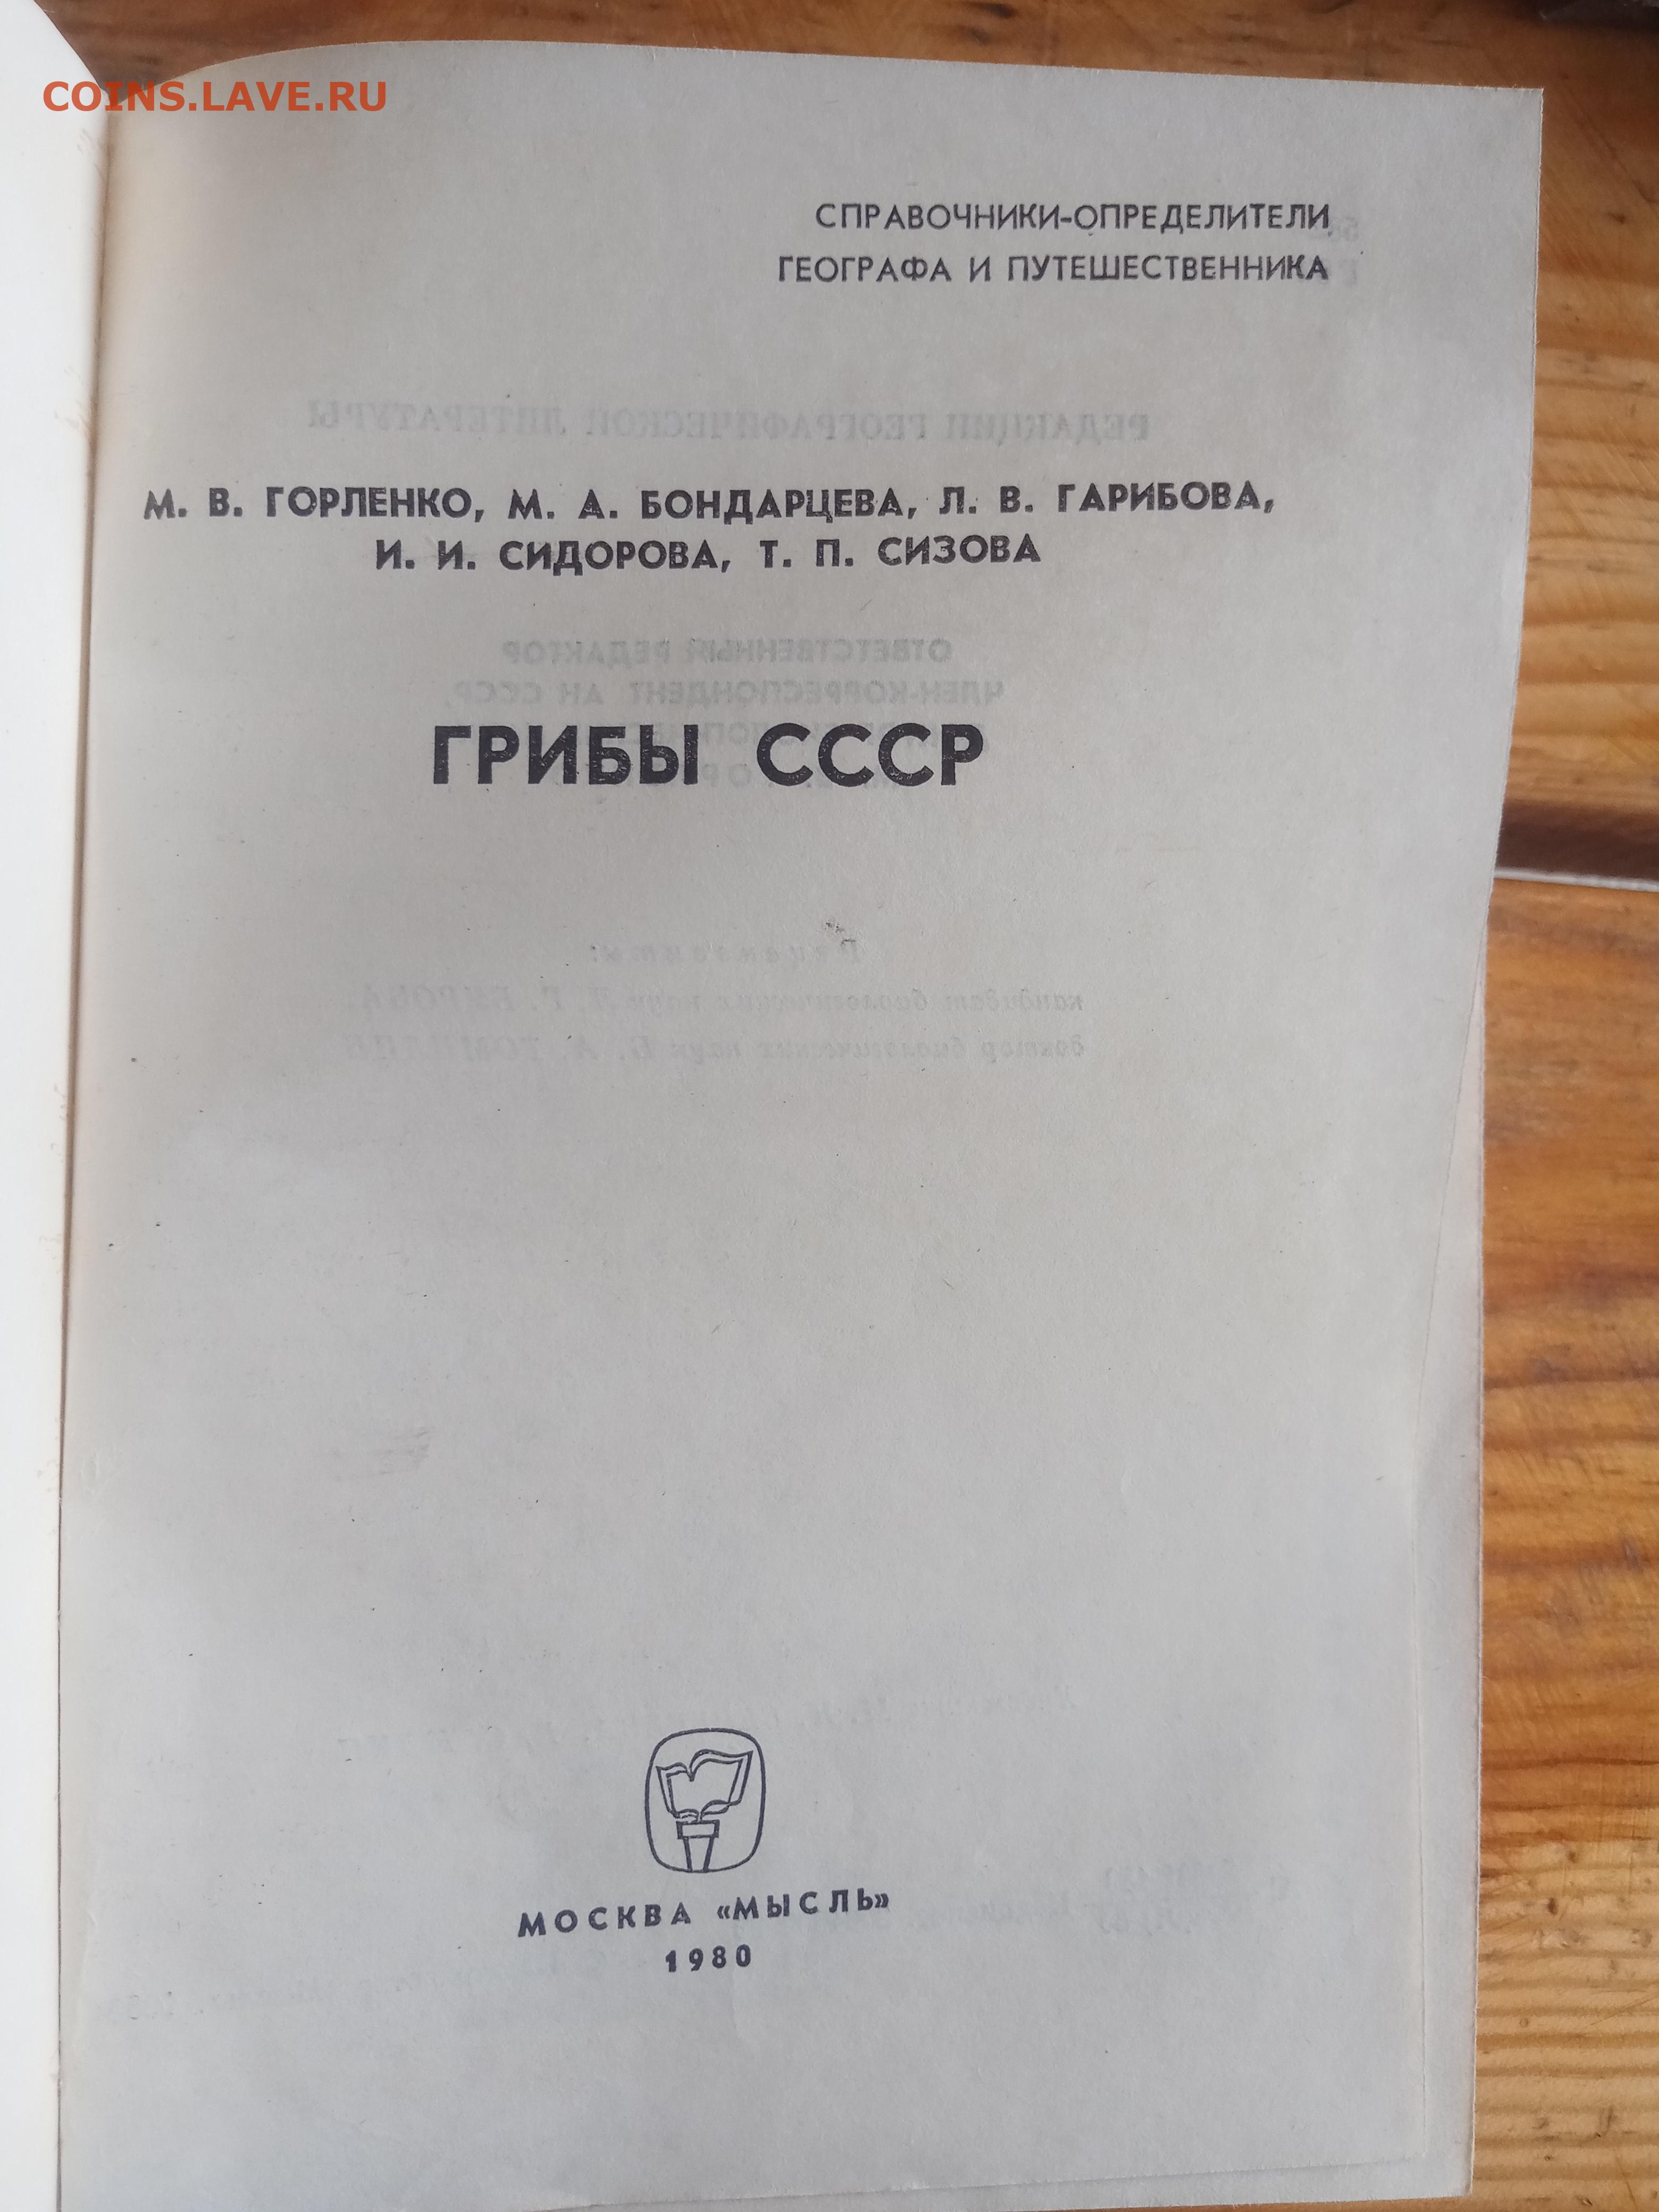 COINS.LAVE.RU
СПРАВОЧНИКИ-ОПРЕДЕЛИТЕЛИ
ГЕОГРАФА И ПУТЕШЕСТВЕННИКА
М. В. ГОРЛЕНКО, М. А. БОНДАРЦЕВА, Л. В. ГАРИБОВА,
И. И. СИДОРОВА, Т. П. СИЗОВА
ГРИБЫ СССР
МОСКВА «МЫСЛЬ»
1980